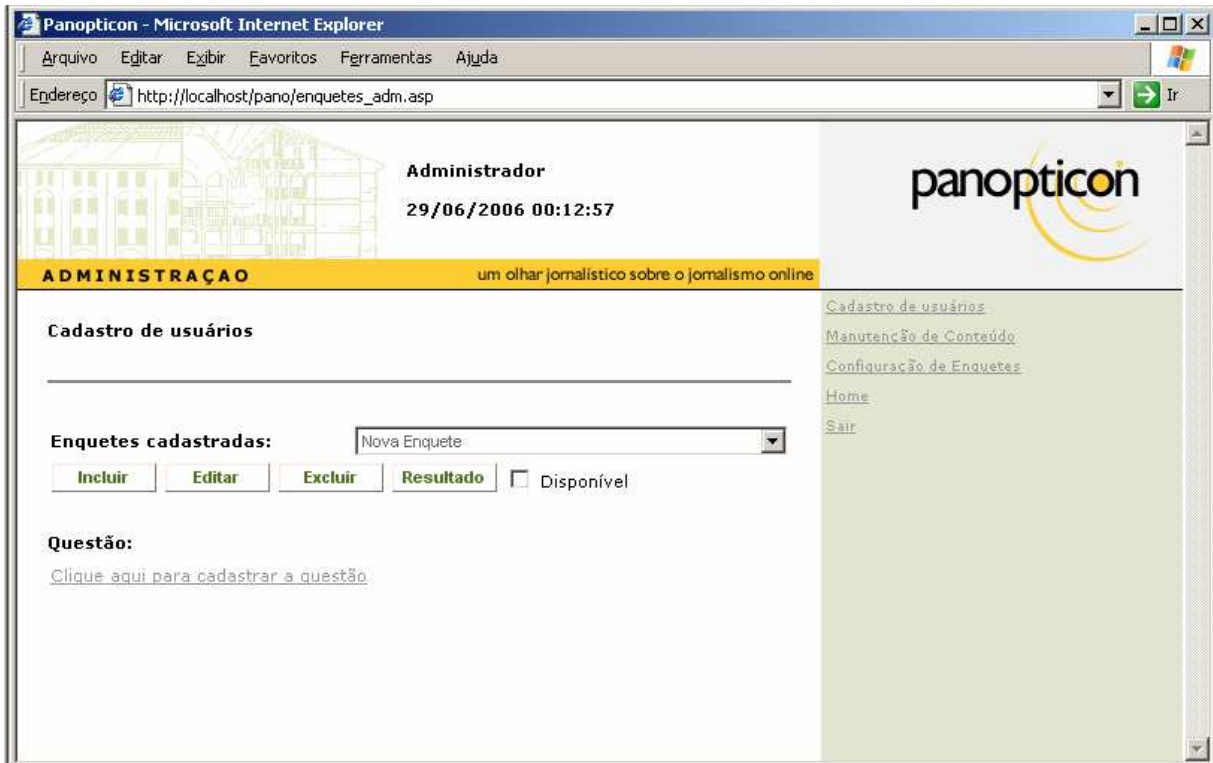 Panopticon - Microsoft Internet Explorer
Arquivo Editar Exibir Favoritos Ferramentas Ajuda
Endereço http://localhost/pano/enquetes_adm.asp Ir
Administrador
29/06/2006 00:12:57
panopticon
ADMINISTRAÇAO
um olhar jornalístico sobre o jornalismo online
Cadastro de usuários
Enquetes cadastradas: Nova Enquete
Incluir Editar Excluir Resultado Disponível
Questão:
Clique aqui para cadastrar a questão
Cadastro de usuários
Manutenção de Conteúdo
Configuração de Enquetes
Home
Sair